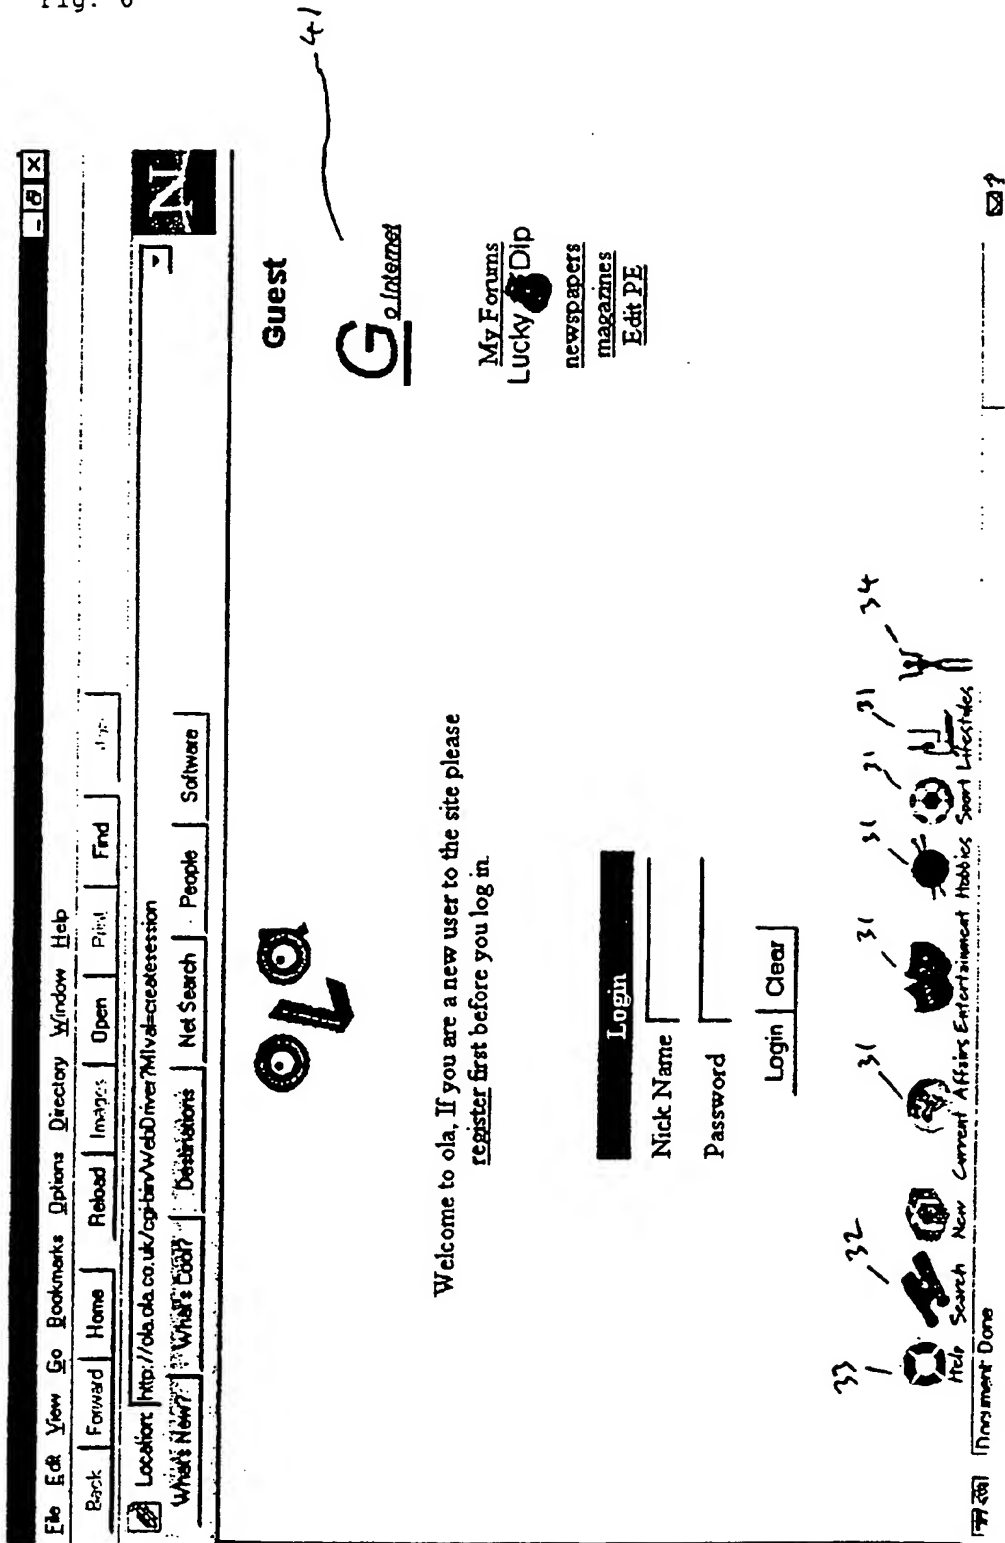 Fig. 6
File Edit View Go Bookmarks Options Directory Window Help
Back Forward Home Reload Images Open Print Find
Location: http://ola.ola.co.uk/cgi-bin/WebDriver?MIval=createsession
What's New? What's Cool? Destinations Net Search People Software
N
ola
Guest
41
Go Internet
Welcome to ola, If you are a new user to the site please
register first before you log in.
My Forums
Lucky Dip
newspapers
magazines
Edit PE
Login
Nick Name
Password
Login Clear
33 32 31 31 31 31 31 34
Help Search New Current Affairs Entertainment Hobbies Sport Lifestyles
Document Done